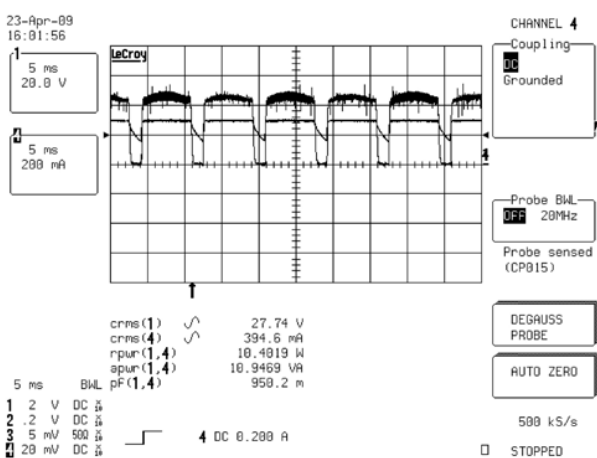 23-Apr-09
16:01:56
1
5 ms
20.0 V
4
5 ms
200 mA
LeCroy
4
CHANNEL 4
Coupling
DC
Grounded
Probe BWL
OFF 20MHz
Probe sensed
(CP015)
DEGAUSS
PROBE
AUTO ZERO
crms(1) 27.74 V
crms(4) 394.6 mA
rpwr(1,4) 10.4019 W
apwr(1,4) 10.9469 VA
pf(1,4) 950.2 m
5 ms BWL
1 2 V DC
2 .2 V DC
3 5 mV 50Ω
4 20 mV DC
4 DC 0.200 A
500 kS/s
STOPPED